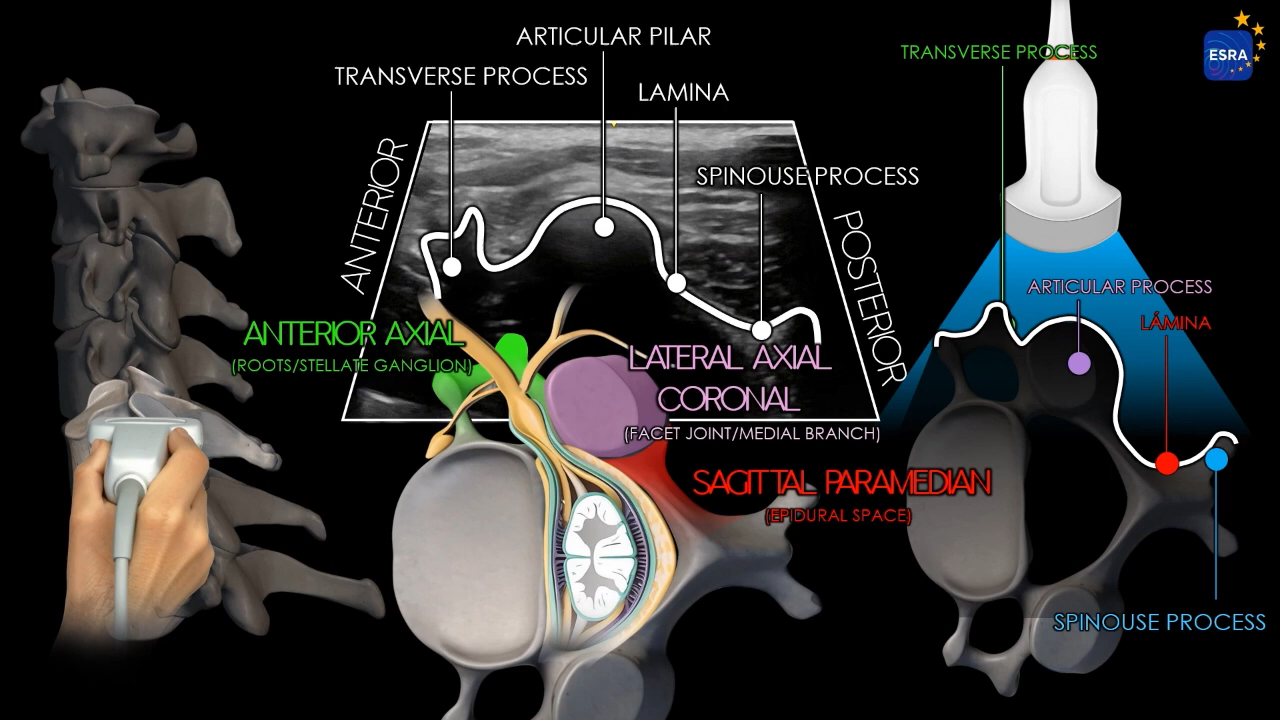 ARTICULAR PILAR
TRANSVERSE PROCESS
LAMINA
SPINOUSE PROCESS
ANTERIOR
POSTERIOR
ANTERIOR AXIAL
(ROOTS/STELLATE GANGLION)
LATERAL AXIAL
CORONAL
(FACET JOINT/MEDIAL BRANCH)
SAGITTAL PARAMEDIAN
(EPIDURAL SPACE)
TRANSVERSE PROCESS
ARTICULAR PROCESS
LÁMINA
SPINOUSE PROCESS
ESRA